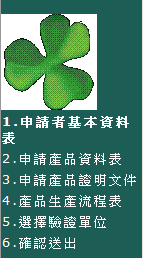 1.申請者基本資料
表
2.申請產品資料表
3.申請產品證明文件
4.產品生產流程表
5.選擇驗證單位
6.確認送出